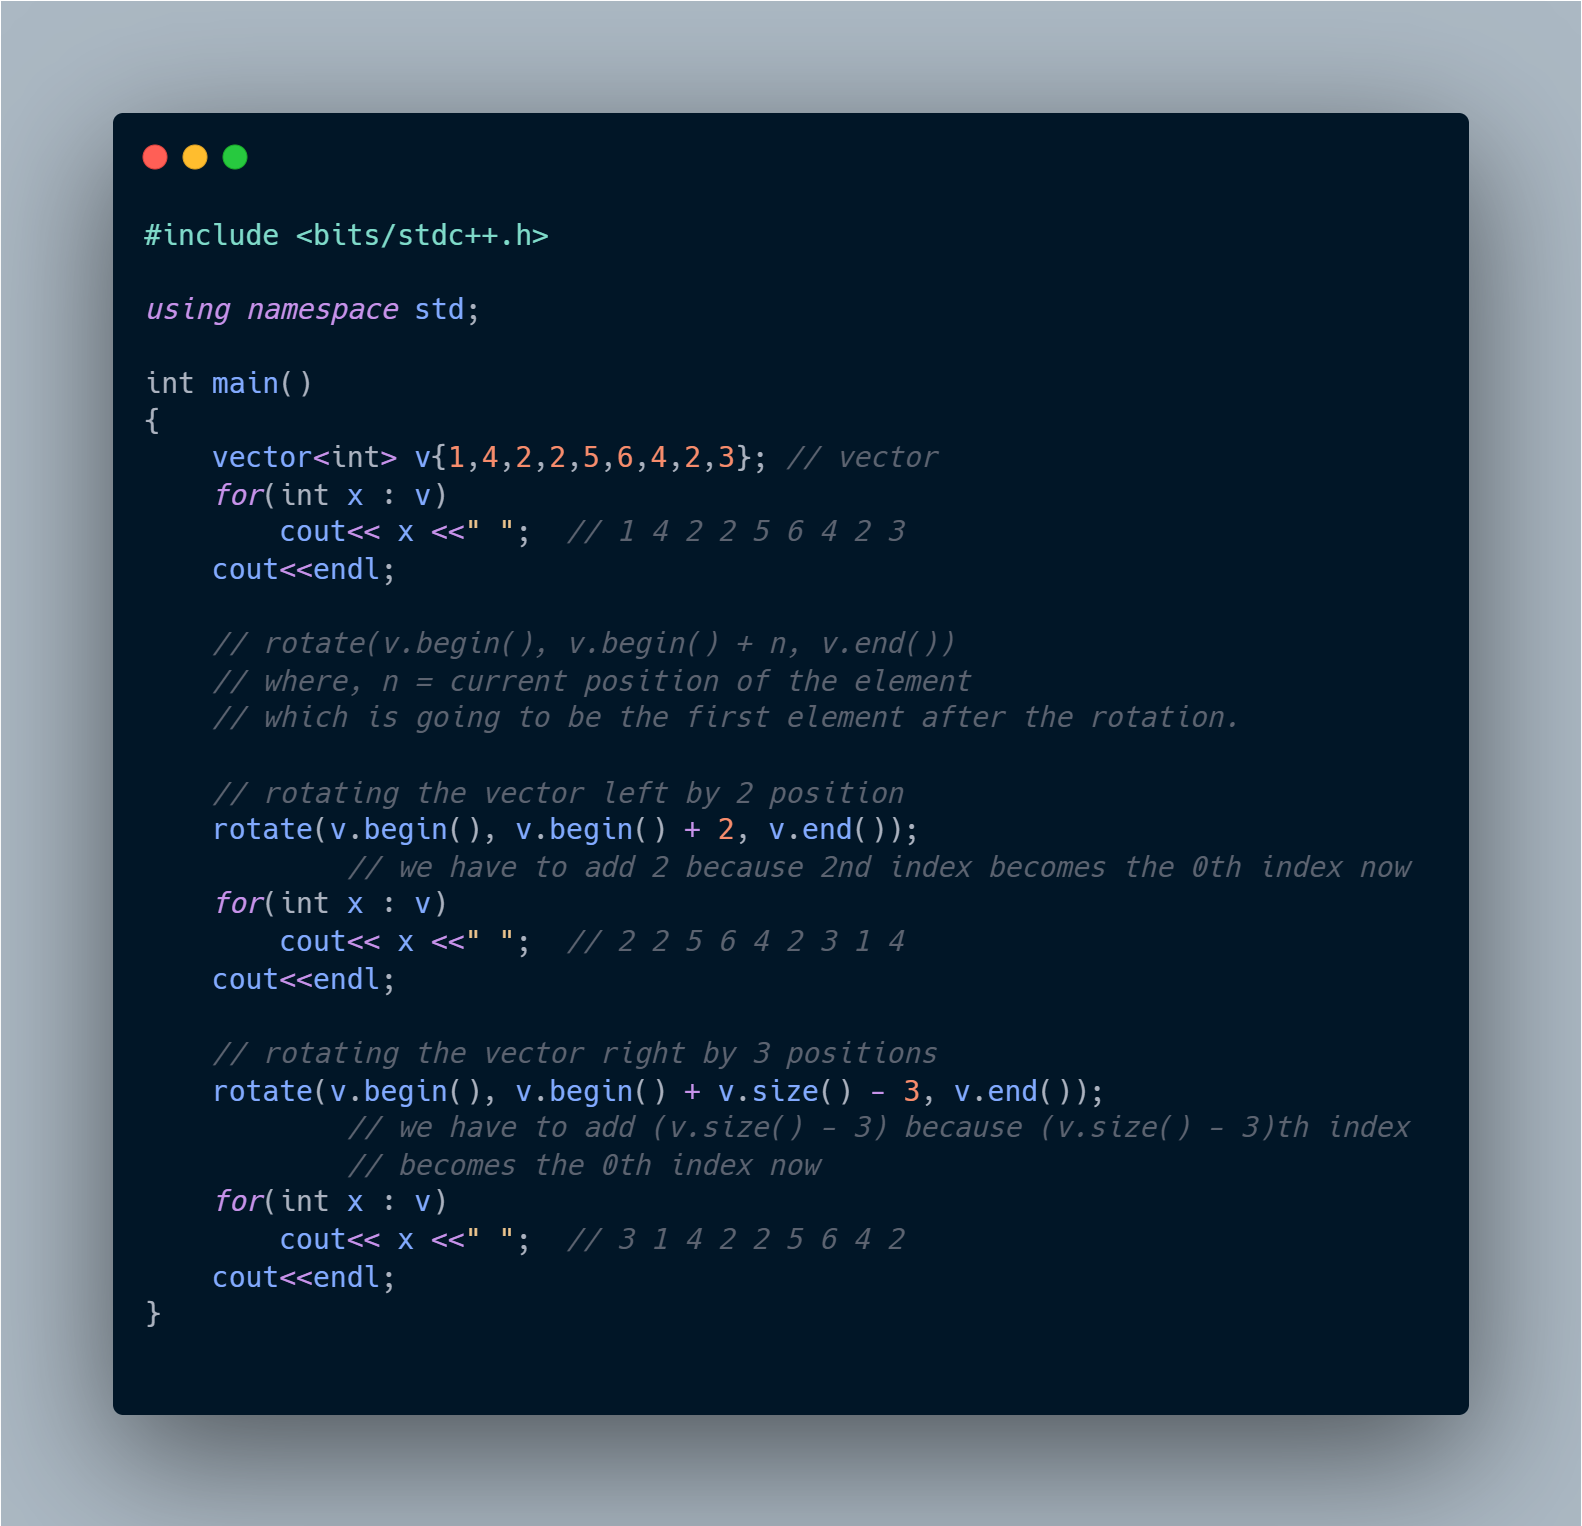 #include <bits/stdc++.h>
using namespace std;
int main()
{
    vector<int> v{1,4,2,2,5,6,4,2,3}; // vector
    for(int x : v)
        cout<< x <<" ";  // 1 4 2 2 5 6 4 2 3
    cout<<endl;
    // rotate(v.begin(), v.begin() + n, v.end())
    // where, n = current position of the element
    // which is going to be the first element after the rotation.
    // rotating the vector left by 2 position
    rotate(v.begin(), v.begin() + 2, v.end());
            // we have to add 2 because 2nd index becomes the 0th index now
    for(int x : v)
        cout<< x <<" ";  // 2 2 5 6 4 2 3 1 4
    cout<<endl;
    // rotating the vector right by 3 positions
    rotate(v.begin(), v.begin() + v.size() - 3, v.end());
            // we have to add (v.size() - 3) because (v.size() - 3)th index
            // becomes the 0th index now
    for(int x : v)
        cout<< x <<" ";  // 3 1 4 2 2 5 6 4 2
    cout<<endl;
}